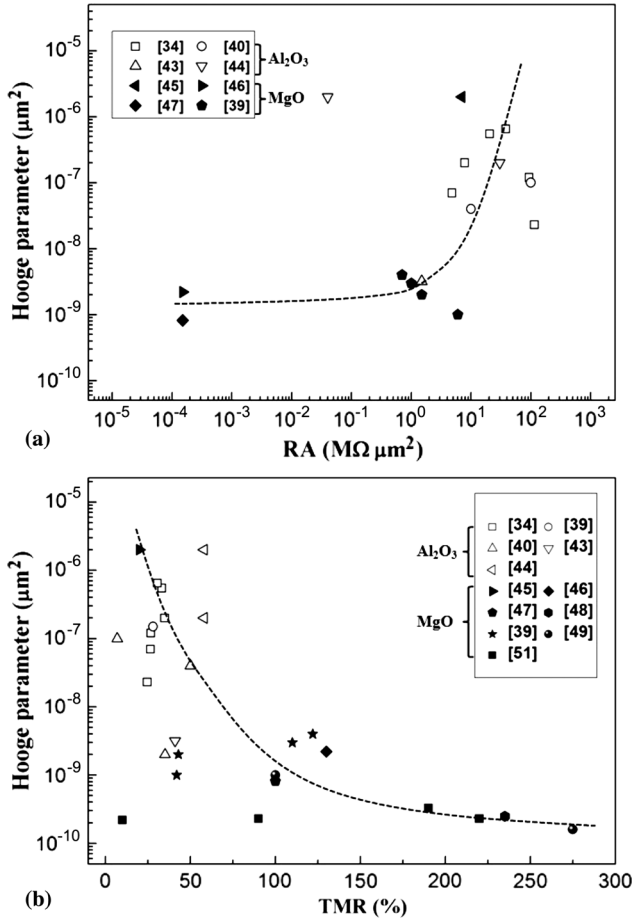 10⁻⁵
10⁻⁶
10⁻⁷
10⁻⁸
10⁻⁹
10⁻¹⁰
Hooge parameter (μm²)
[34] [40]
[43] [44]
Al₂O₃
[45] [46]
[47] [39]
MgO
10⁻⁵ 10⁻⁴ 10⁻³ 10⁻² 10⁻¹ 10⁰ 10¹ 10² 10³
(a)
RA (MΩ μm²)
10⁻⁵
10⁻⁶
10⁻⁷
10⁻⁸
10⁻⁹
10⁻¹⁰
Hooge parameter (μm²)
[34] [39]
[40] [43]
[44]
Al₂O₃
[45] [46]
[47] [48]
[39] [49]
[51]
MgO
0 50 100 150 200 250 300
(b)
TMR (%)